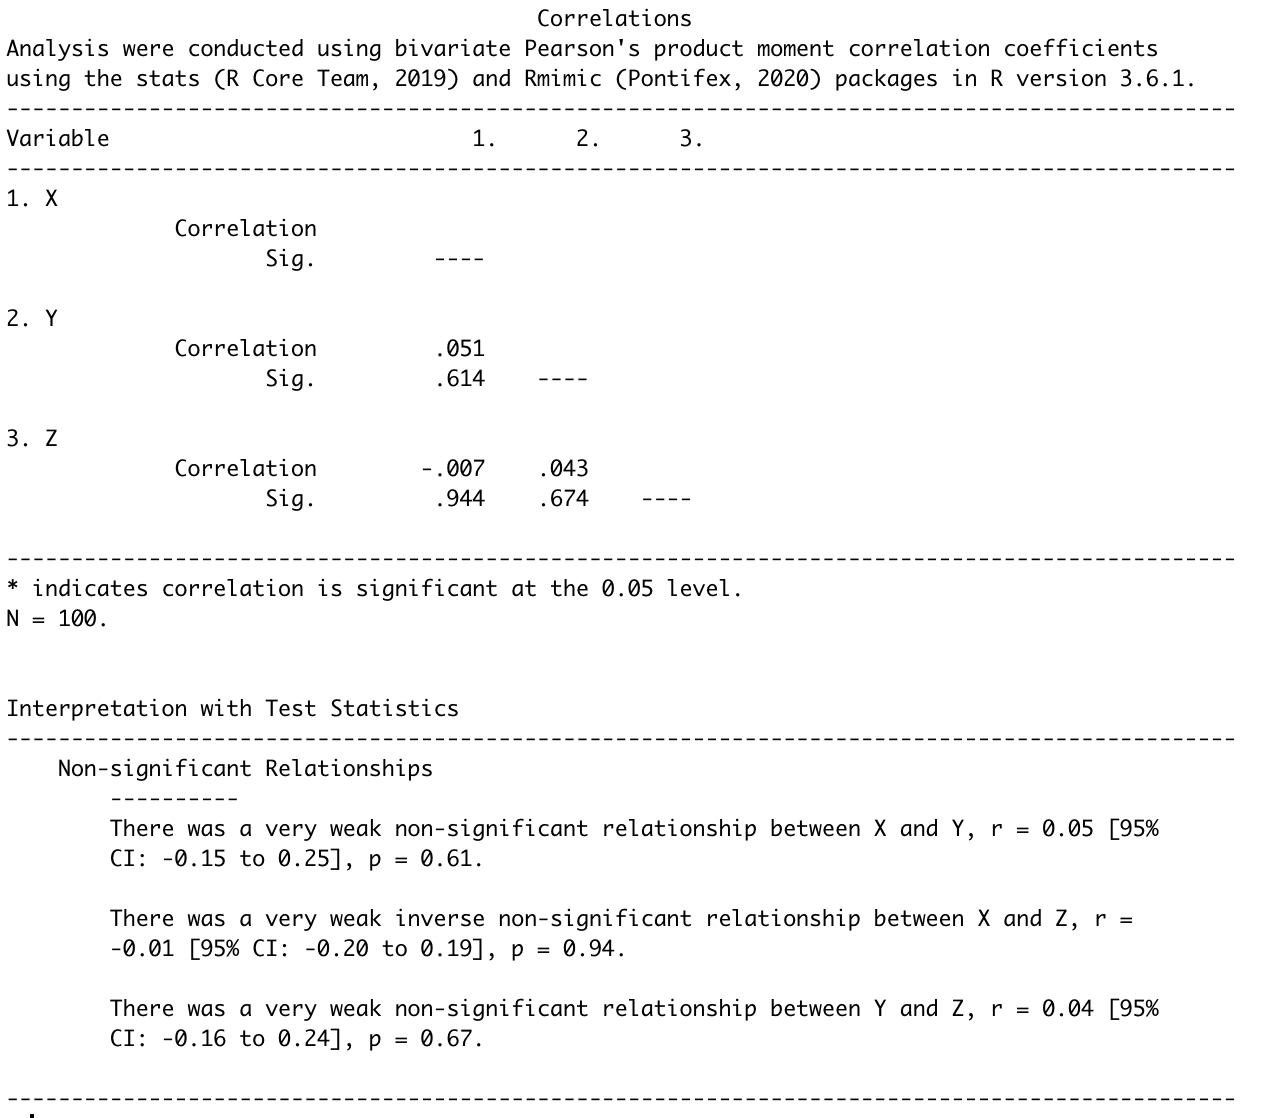 Correlations
Analysis were conducted using bivariate Pearson's product moment correlation coefficients
using the stats (R Core Team, 2019) and Rmimic (Pontifex, 2020) packages in R version 3.6.1.
-----------------------------------------------------------------------------------------------
Variable                            1.      2.      3.
-----------------------------------------------------------------------------------------------
1. X
             Correlation
                    Sig.         ----
2. Y
             Correlation         .051
                    Sig.         .614    ----
3. Z
             Correlation        -.007    .043
                    Sig.         .944    .674    ----
-----------------------------------------------------------------------------------------------
* indicates correlation is significant at the 0.05 level.
N = 100.
Interpretation with Test Statistics
-----------------------------------------------------------------------------------------------
    Non-significant Relationships
        ----------
        There was a very weak non-significant relationship between X and Y, r = 0.05 [95%
        CI: -0.15 to 0.25], p = 0.61.
        There was a very weak inverse non-significant relationship between X and Z, r =
        -0.01 [95% CI: -0.20 to 0.19], p = 0.94.
        There was a very weak non-significant relationship between Y and Z, r = 0.04 [95%
        CI: -0.16 to 0.24], p = 0.67.
-----------------------------------------------------------------------------------------------